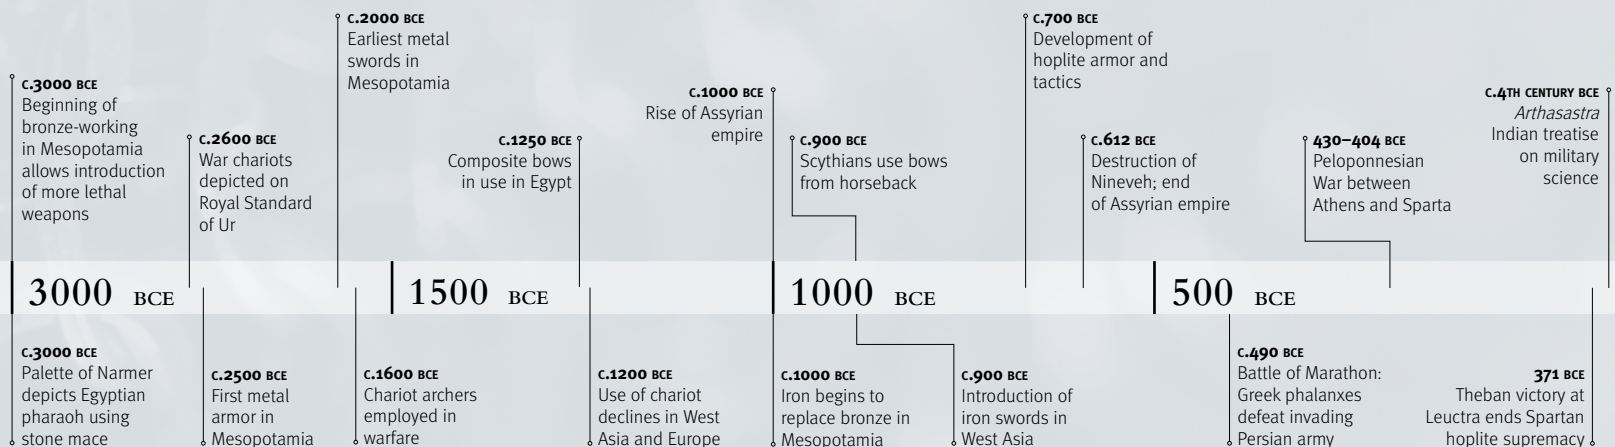 c.3000 BCE
Beginning of
bronze-working
in Mesopotamia
allows introduction
of more lethal
weapons
c.2600 BCE
War chariots
depicted on
Royal Standard
of Ur
c.2000 BCE
Earliest metal
swords in
Mesopotamia
c.1250 BCE
Composite bows
in use in Egypt
c.1000 BCE
Rise of Assyrian
empire
c.900 BCE
Scythians use bows
from horseback
c.700 BCE
Development of
hoplite armor and
tactics
c.612 BCE
Destruction of
Nineveh; end
of Assyrian empire
430–404 BCE
Peloponnesian
War between
Athens and Sparta
c.4TH CENTURY BCE
Arthasastra
Indian treatise
on military
science
3000 BCE
1500 BCE
1000 BCE
500 BCE
c.3000 BCE
Palette of Narmer
depicts Egyptian
pharaoh using
stone mace
c.2500 BCE
First metal
armor in
Mesopotamia
c.1600 BCE
Chariot archers
employed in
warfare
c.1200 BCE
Use of chariot
declines in West
Asia and Europe
c.1000 BCE
Iron begins to
replace bronze in
Mesopotamia
c.900 BCE
Introduction of
iron swords in
West Asia
c.490 BCE
Battle of Marathon:
Greek phalanxes
defeat invading
Persian army
371 BCE
Theban victory at
Leuctra ends Spartan
hoplite supremacy